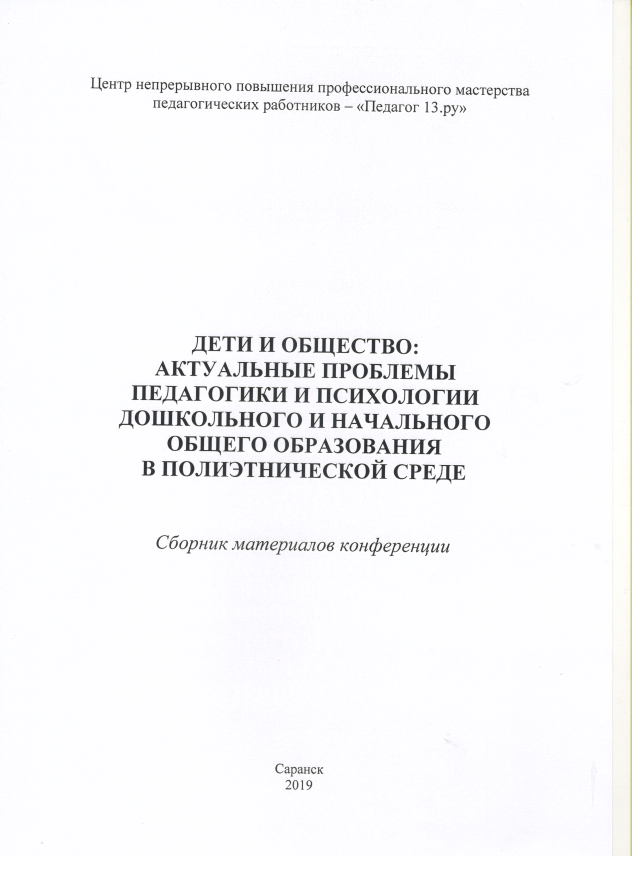 Центр непрерывного повышения профессионального мастерства
педагогических работников – «Педагог 13.ру»
ДЕТИ И ОБЩЕСТВО:
АКТУАЛЬНЫЕ ПРОБЛЕМЫ
ПЕДАГОГИКИ И ПСИХОЛОГИИ
ДОШКОЛЬНОГО И НАЧАЛЬНОГО
ОБЩЕГО ОБРАЗОВАНИЯ
В ПОЛИЭТНИЧЕСКОЙ СРЕДЕ
Сборник материалов конференции
Саранск
2019